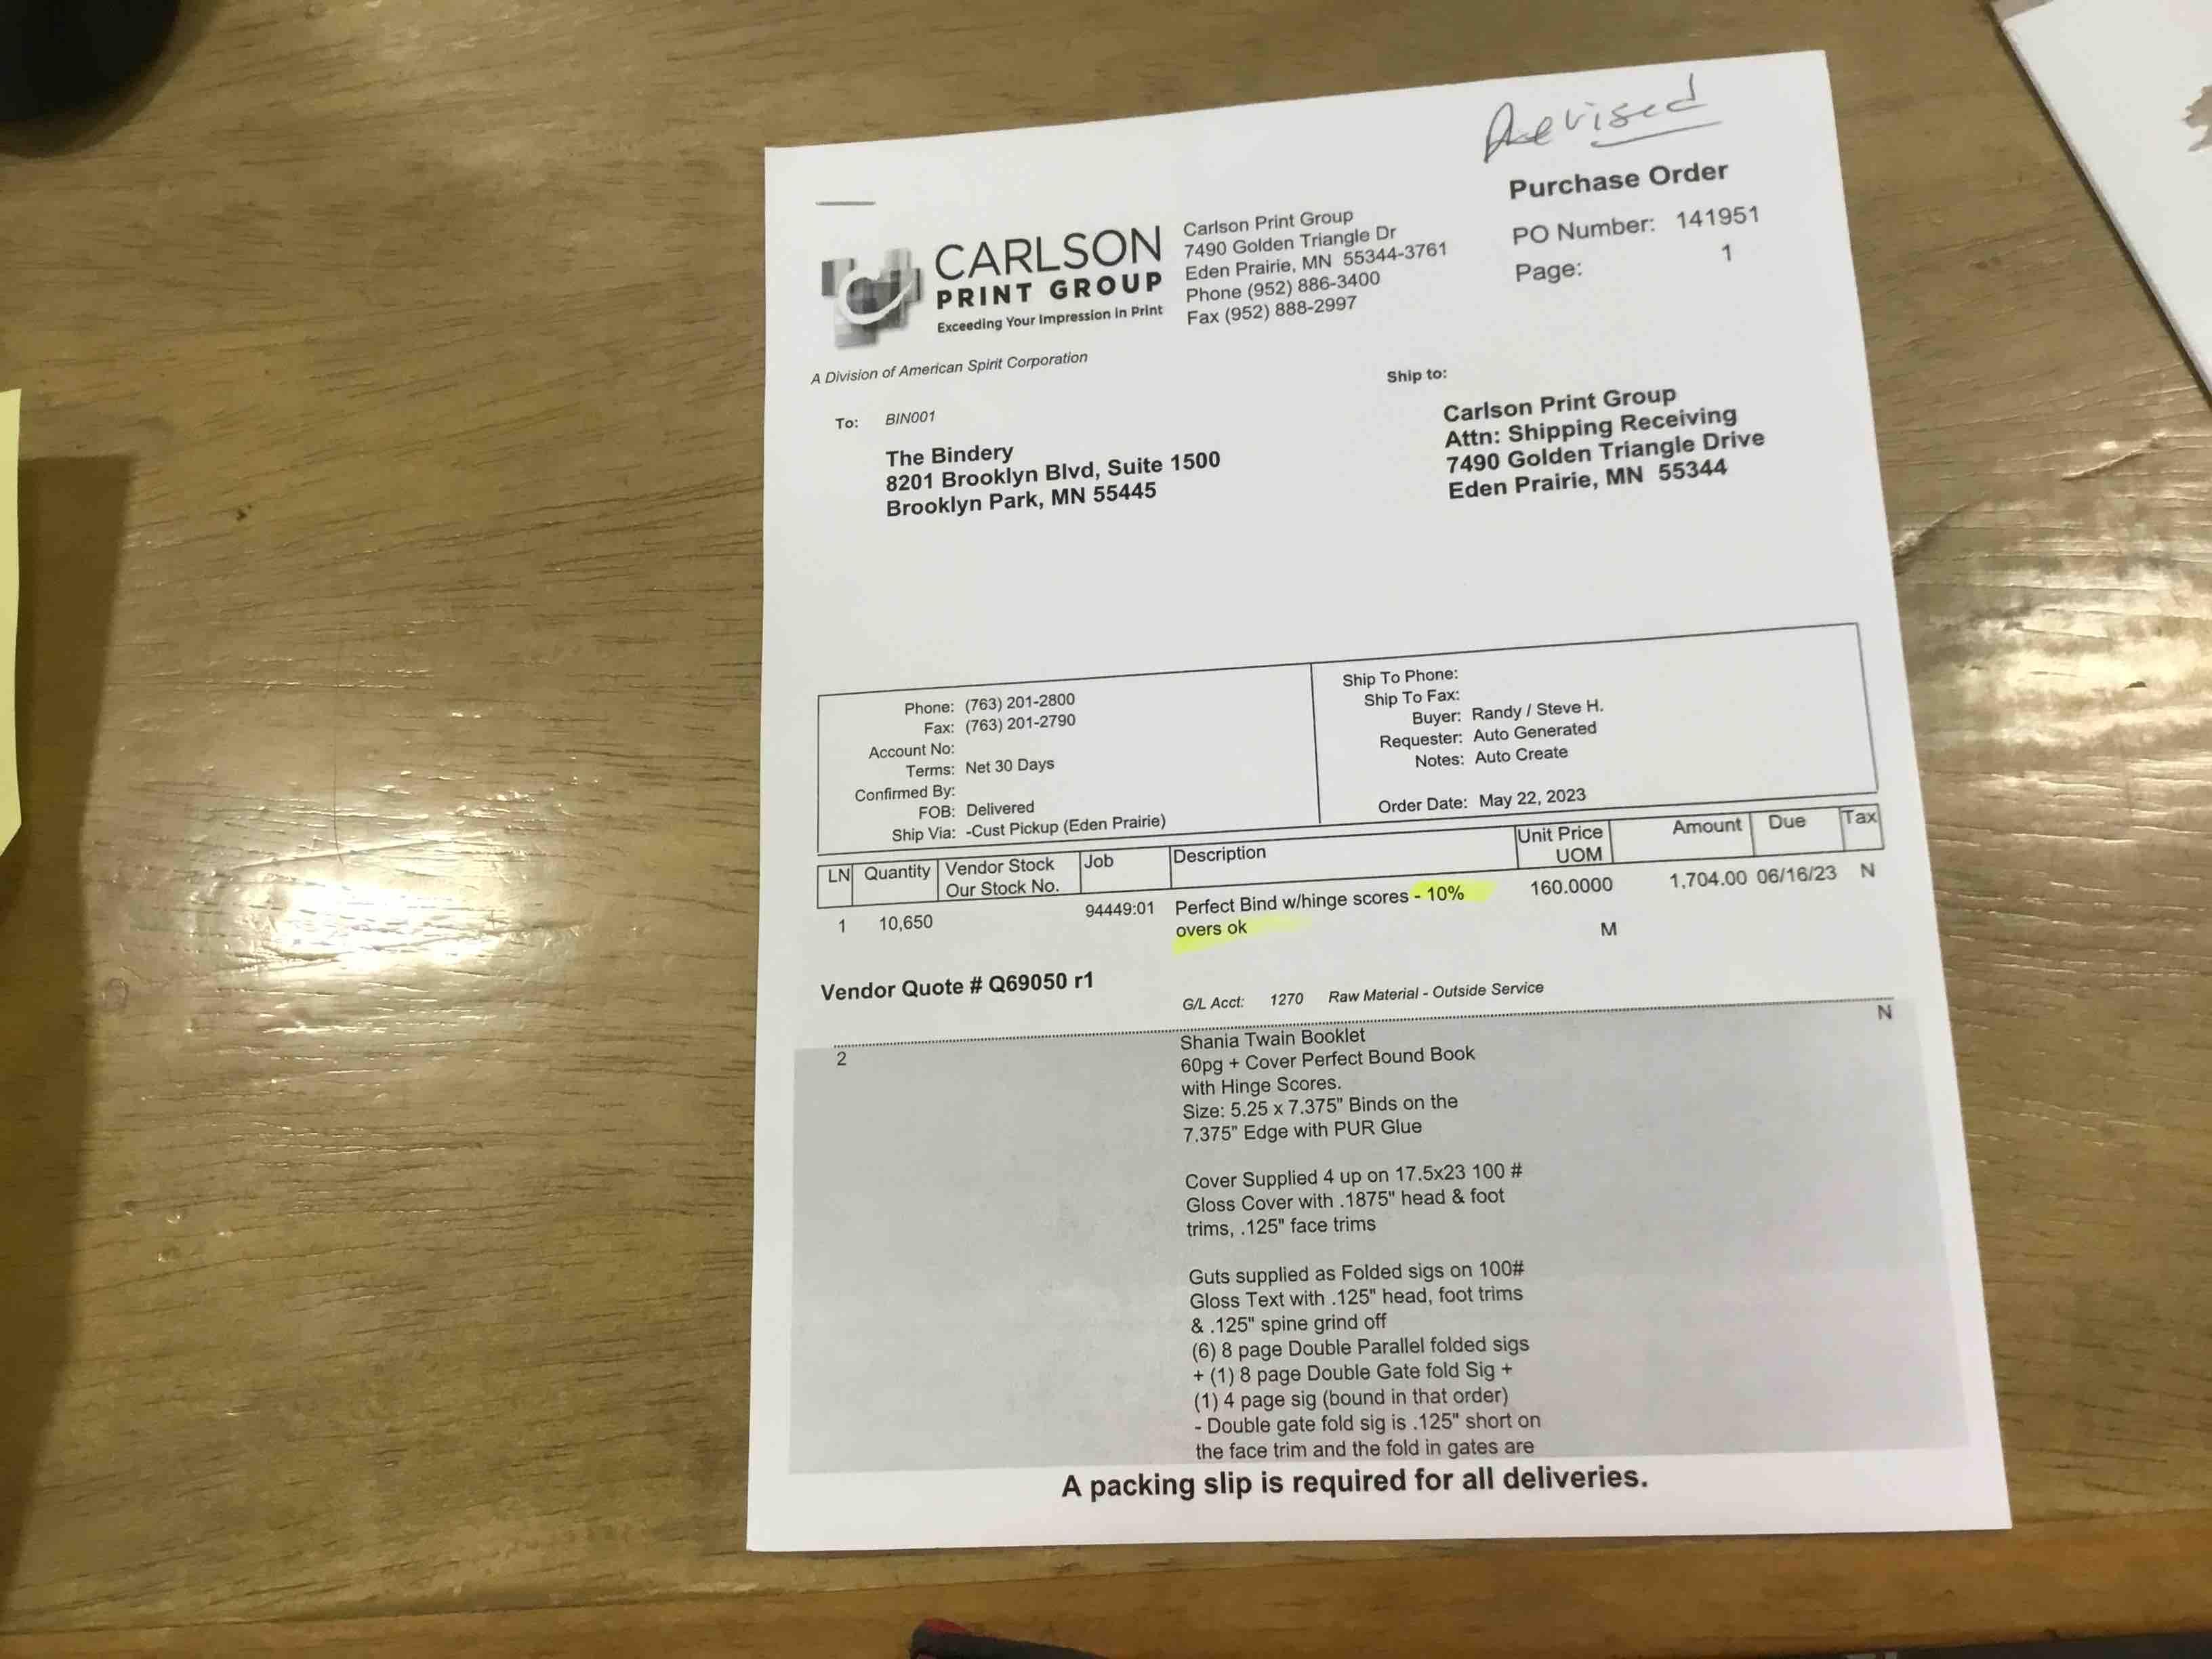 Revised
Purchase Order
PO Number: 141951
Page: 1
CARLSON
PRINT GROUP
Exceeding Your Impression in Print
Carlson Print Group
7490 Golden Triangle Dr
Eden Prairie, MN 55344-3761
Phone (952) 886-3400
Fax (952) 888-2997
A Division of American Spirit Corporation
To: BIN001
The Bindery
8201 Brooklyn Blvd, Suite 1500
Brooklyn Park, MN 55445
Ship to:
Carlson Print Group
Attn: Shipping Receiving
7490 Golden Triangle Drive
Eden Prairie, MN 55344
Phone: (763) 201-2800
Fax: (763) 201-2790
Account No:
Terms: Net 30 Days
Confirmed By:
FOB: Delivered
Ship Via: -Cust Pickup (Eden Prairie)
Ship To Phone:
Ship To Fax:
Buyer: Randy / Steve H.
Requester: Auto Generated
Notes: Auto Create
Order Date: May 22, 2023
LN Quantity Vendor Stock Job Description Unit Price Amount Due Tax
Our Stock No. UOM
1 10,650 94449:01 Perfect Bind w/hinge scores - 10% 160.0000 1,704.00 06/16/23 N
overs ok M
Vendor Quote # Q69050 r1
G/L Acct: 1270 Raw Material - Outside Service
2 Shania Twain Booklet N
60pg + Cover Perfect Bound Book
with Hinge Scores.
Size: 5.25 x 7.375" Binds on the
7.375" Edge with PUR Glue
Cover Supplied 4 up on 17.5x23 100 #
Gloss Cover with .1875" head & foot
trims, .125" face trims
Guts supplied as Folded sigs on 100#
Gloss Text with .125" head, foot trims
& .125" spine grind off
(6) 8 page Double Parallel folded sigs
+ (1) 8 page Double Gate fold Sig +
(1) 4 page sig (bound in that order)
- Double gate fold sig is .125" short on
the face trim and the fold in gates are
A packing slip is required for all deliveries.